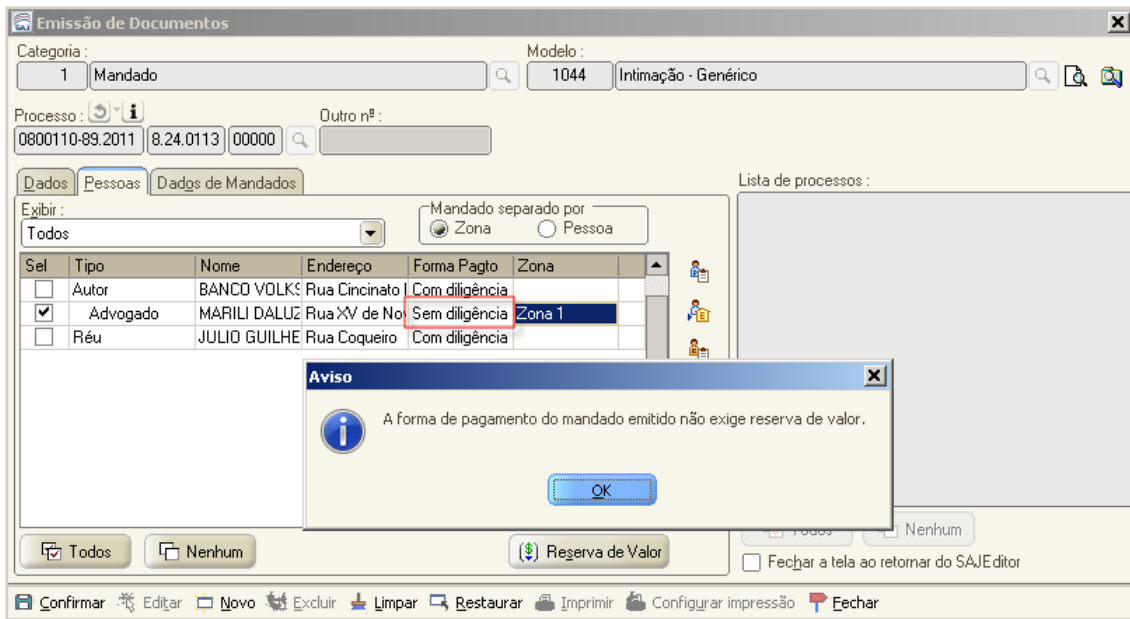 Emissão de Documentos
Categoria : Modelo :
1 Mandado 1044 Intimação - Genérico
Processo : Outro nº :
0800110-89.2011 8.24.0113 00000
Dados Pessoas Dados de Mandados Lista de processos :
Exibir : Mandado separado por
Todos Zona Pessoa
Sel Tipo Nome Endereço Forma Pagto Zona
Autor BANCO VOLKS Rua Cincinato Com diligência
Advogado MARILI DALUZ Rua XV de No Sem diligência Zona 1
Réu JULIO GUILHE Rua Coqueiro Com diligência
Aviso
A forma de pagamento do mandado emitido não exige reserva de valor.
OK
Todos Nenhum Reserva de Valor Todos Nenhum
Fechar a tela ao retornar do SAJEditor
Confirmar Editar Novo Excluir Limpar Restaurar Imprimir Configurar impressão Fechar